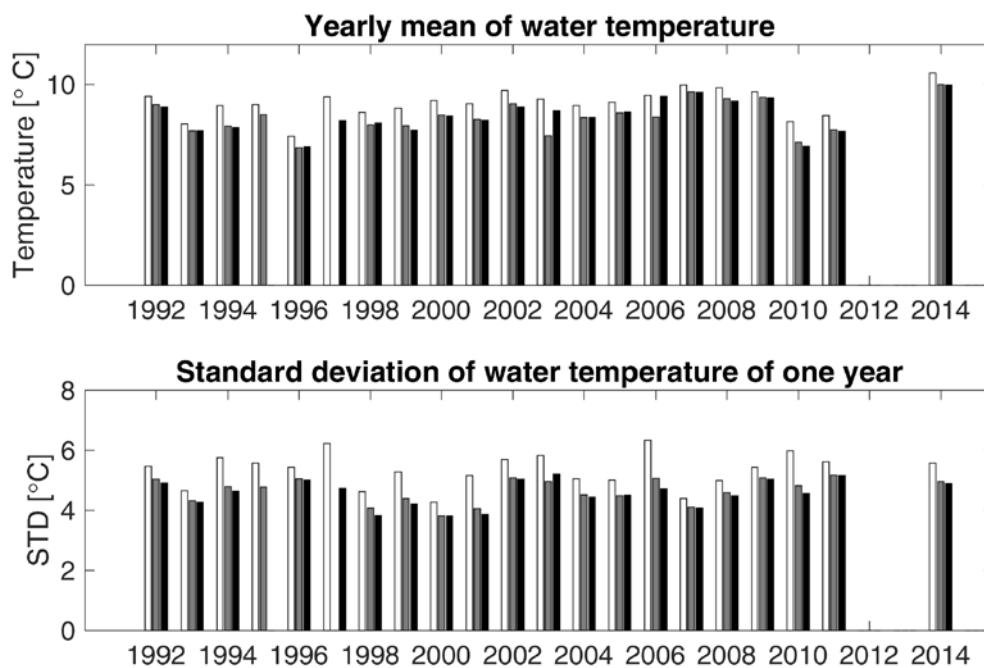 Yearly mean of water temperature
Temperature [° C]
10
5
0
1992 1994 1996 1998 2000 2002 2004 2006 2008 2010 2012 2014
Standard deviation of water temperature of one year
STD [°C]
8
6
4
2
0
1992 1994 1996 1998 2000 2002 2004 2006 2008 2010 2012 2014